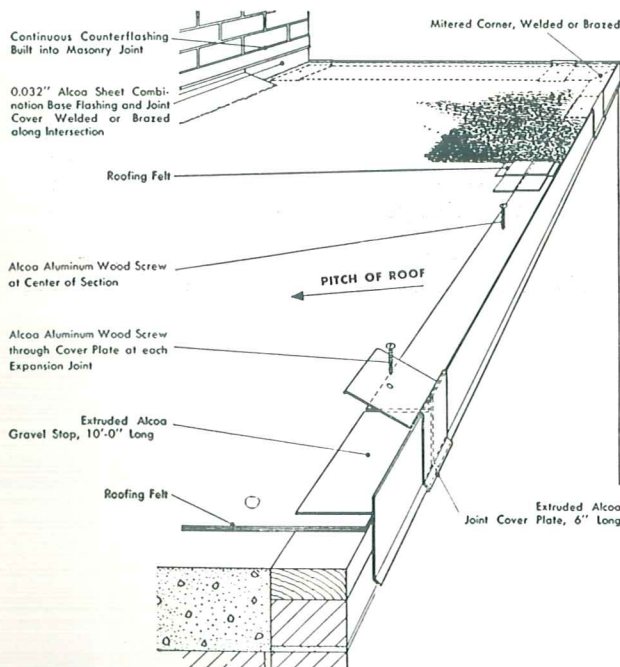 Continuous Counterflashing
Built into Masonry Joint
Mitered Corner, Welded or Brazed
0.032" Alcoa Sheet Combi-
nation Base Flashing and Joint
Cover Welded or Brazed
along Intersection
Roofing Felt
Alcoa Aluminum Wood Screw
at Center of Section
PITCH OF ROOF
Alcoa Aluminum Wood Screw
through Cover Plate at each
Expansion Joint
Extruded Alcoa
Gravel Stop, 10'-0" Long
Roofing Felt
Extruded Alcoa
Joint Cover Plate, 6" Long